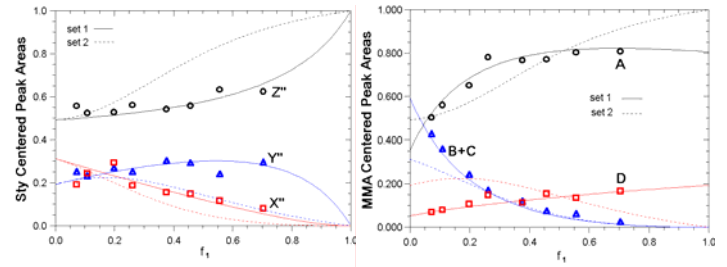 Sty Centered Peak Areas
1.0
0.8
0.6
0.4
0.2
0.0
set 1
set 2
Z"
Y"
X"
0.0 0.2 0.4 0.6 0.8 1.0
f1
MMA Centered Peak Areas
1.000
0.800
0.600
0.400
0.200
0.000
A
set 1
set 2
B+C
D
0.0 0.2 0.4 0.6 0.8 1.0
f1